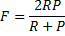 F = 2RP / R + P